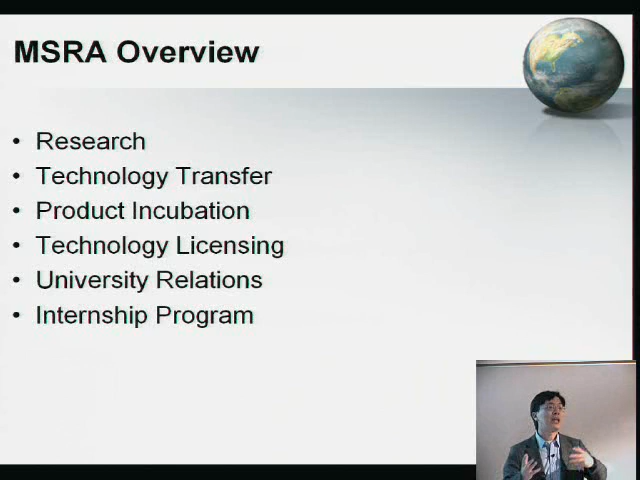 MSRA Overview
• Research
• Technology Transfer
• Product Incubation
• Technology Licensing
• University Relations
• Internship Program